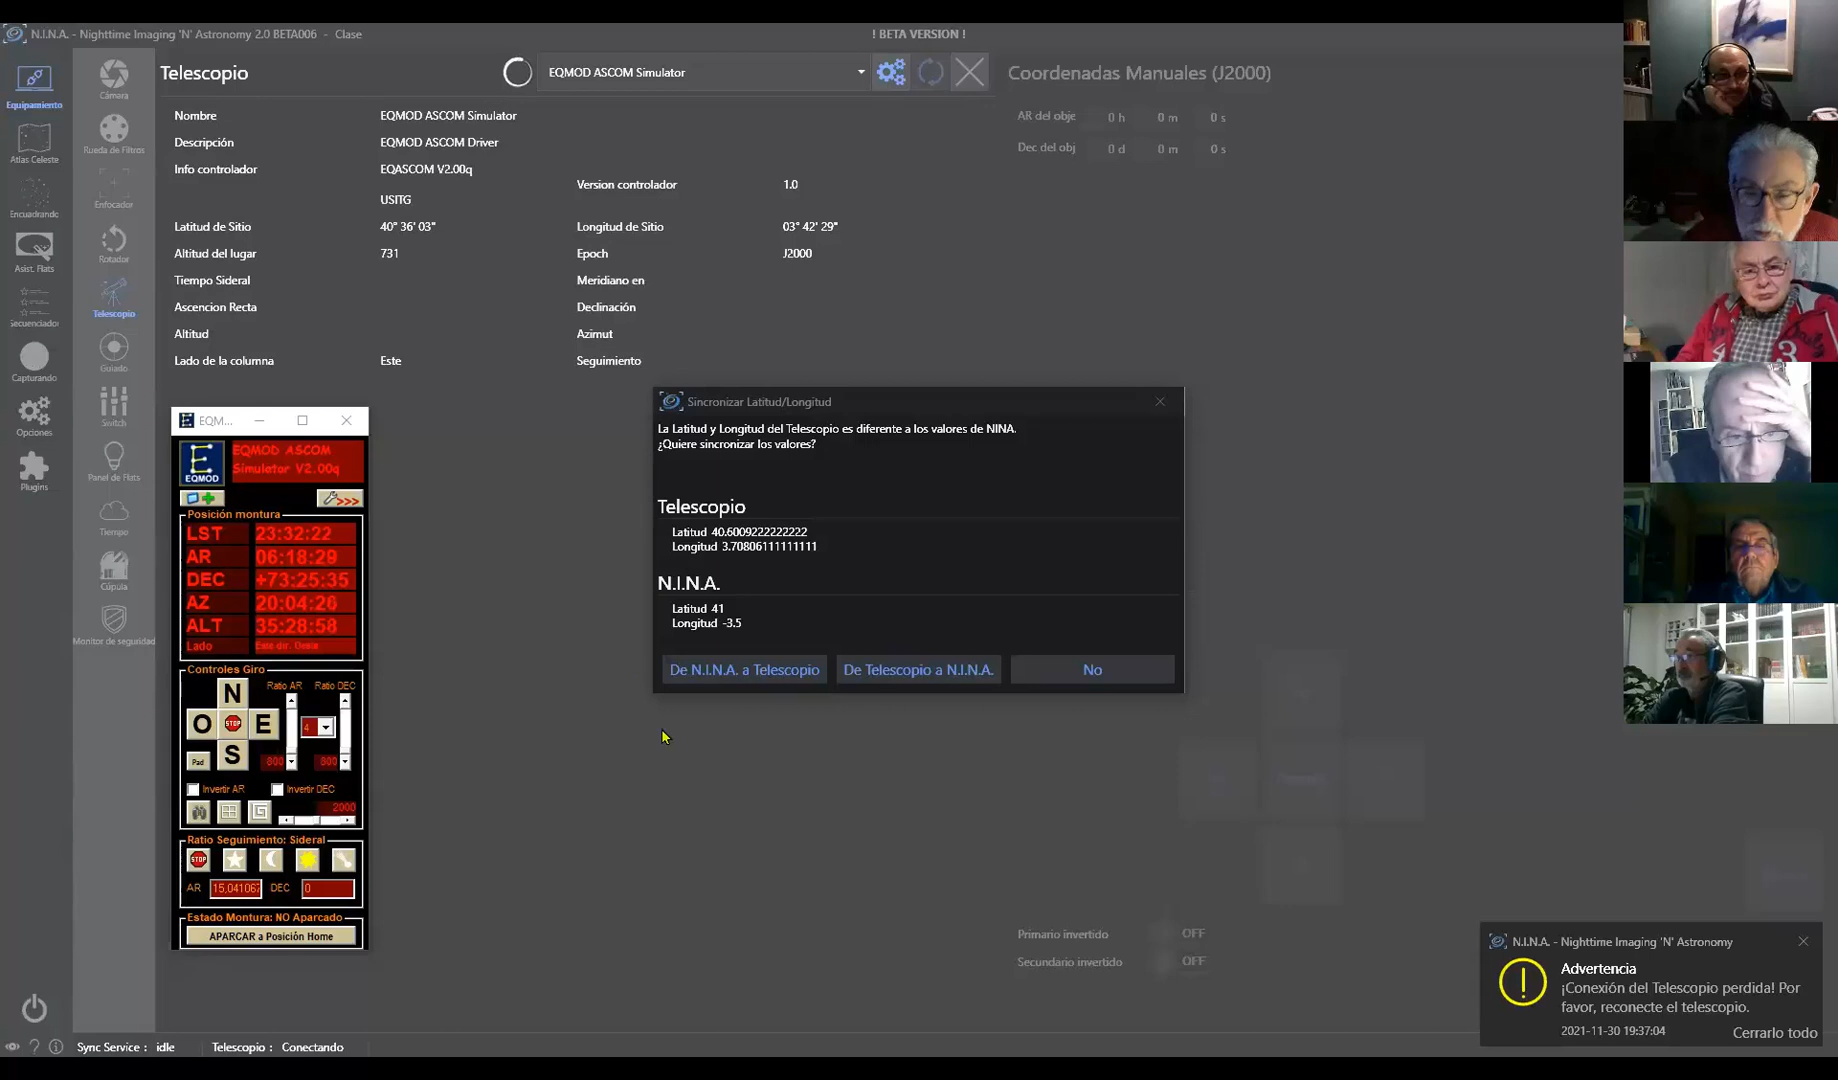 N.I.N.A. - Nighttime Imaging 'N' Astronomy 2.0 BETA006 - Clase
! BETA VERSION !
Equipamiento
Atlas Celeste
Encuadrando
Asist. Flats
Secuenciador
Capturando
Opciones
Plugins
Cámera
Rueda de Filtros
Enfocador
Rotador
Telescopio
Guiado
Switch
Panel de Flats
Tiempo
Cúpula
Monitor de seguridad
Telescopio
EQMOD ASCOM Simulator
Nombre EQMOD ASCOM Simulator
Descripción EQMOD ASCOM Driver
Info controlador EQASCOM V2.00q
USITG
Version controlador 1.0
Latitud de Sitio 40° 36' 03" Longitud de Sitio 03° 42' 29"
Altitud del lugar 731 Epoch J2000
Tiempo Sideral Meridiano en
Ascencion Recta Declinación
Altitud Azimut
Lado de la columna Este Seguimiento
Coordenadas Manuales (J2000)
AR del obje 0 h 0 m 0 s
Dec del obj 0 d 0 m 0 s
EQM...
EQMOD
EQMOD ASCOM
Simulator V2.00q
>>>
Posición montura
LST 23:32:22
AR 06:18:29
DEC +73:25:35
AZ 20:04:26
ALT 35:28:58
Lado
Controles Giro
N
O STOP E
S
Pad
Ratio AR Ratio DEC
4
800 800
Invertir AR Invertir DEC
2000
Ratio Seguimiento: Sideral
STOP
AR 15,041067 DEC 0
Estado Montura: NO Aparcado
APARCAR a Posición Home
Sincronizar Latitud/Longitud
La Latitud y Longitud del Telescopio es diferente a los valores de NINA.
¿Quiere sincronizar los valores?
Telescopio
Latitud 40.6009222222222
Longitud 3.70806111111111
N.I.N.A.
Latitud 41
Longitud -3.5
De N.I.N.A. a Telescopio
De Telescopio a N.I.N.A.
No
Primario invertido OFF
Secundario invertido OFF
N.I.N.A. - Nighttime Imaging 'N' Astronomy
Advertencia
¡Conexión del Telescopio perdida! Por
favor, reconecte el telescopio.
2021-11-30 19:37:04
Cerrarlo todo
Sync Service : idle Telescopio : Conectando